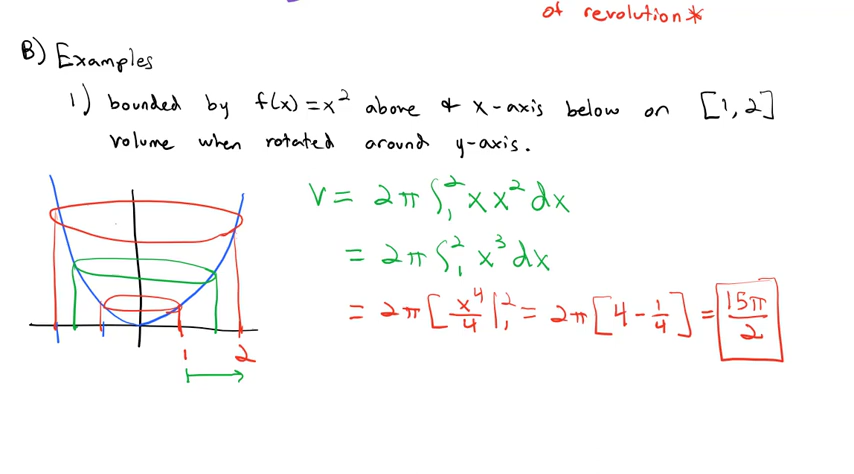 of revolution*
B) Examples
1) bounded by f(x) = x² above & x-axis below on [1, 2]
volume when rotated around y-axis.
V = 2π ∫₁² x x² dx
= 2π ∫₁² x³ dx
= 2π [x⁴/4 |₁² = 2π [4 - 1/4] = 15π/2
1 2